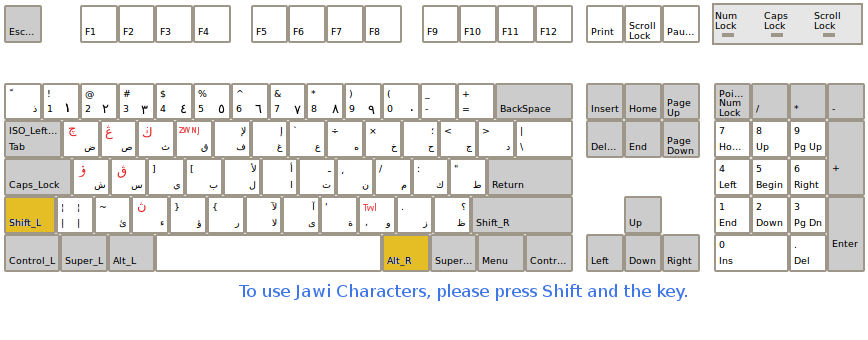 Esc... F1 F2 F3 F4 F5 F6 F7 F8 F9 F10 F11 F12 Print Scroll Lock Pau... Num Lock Caps Lock Scroll Lock
ّ ذ ! 1 ١ @ 2 ٢ # 3 ٣ $ 4 ٤ % 5 ٥ ^ 6 ٦ & 7 ٧ * 8 ٨ ) 9 ٩ ( 0 ٠ _ - + = BackSpace Insert Home Page Up Poi... Num Lock / * -
ISO_Left... Tab چ ض ڠ ص ݢ ث ZWNJ ق لإ ف إ غ ` ع ÷ ه × خ ؛ ح < ج > د | \ Del... End Page Down 7 Ho... 8 Up 9 Pg Up +
Caps_Lock ۏ ش ڤ س ] ي [ ب لأ ل أ ا ـ ت ، ن / م : ك " ط Return 4 Left 5 Begin 6 Right
Shift_L ¦ ¦ | | ~ ئ ڽ ء } ؤ { ر لآ لا آ ى ' ة Twl ، و . ز ؟ ظ Shift_R Up 1 End 2 Down 3 Pg Dn Enter
Control_L Super_L Alt_L Alt_R Super... Menu Contr... Left Down Right 0 Ins . Del
To use Jawi Characters, please press Shift and the key.